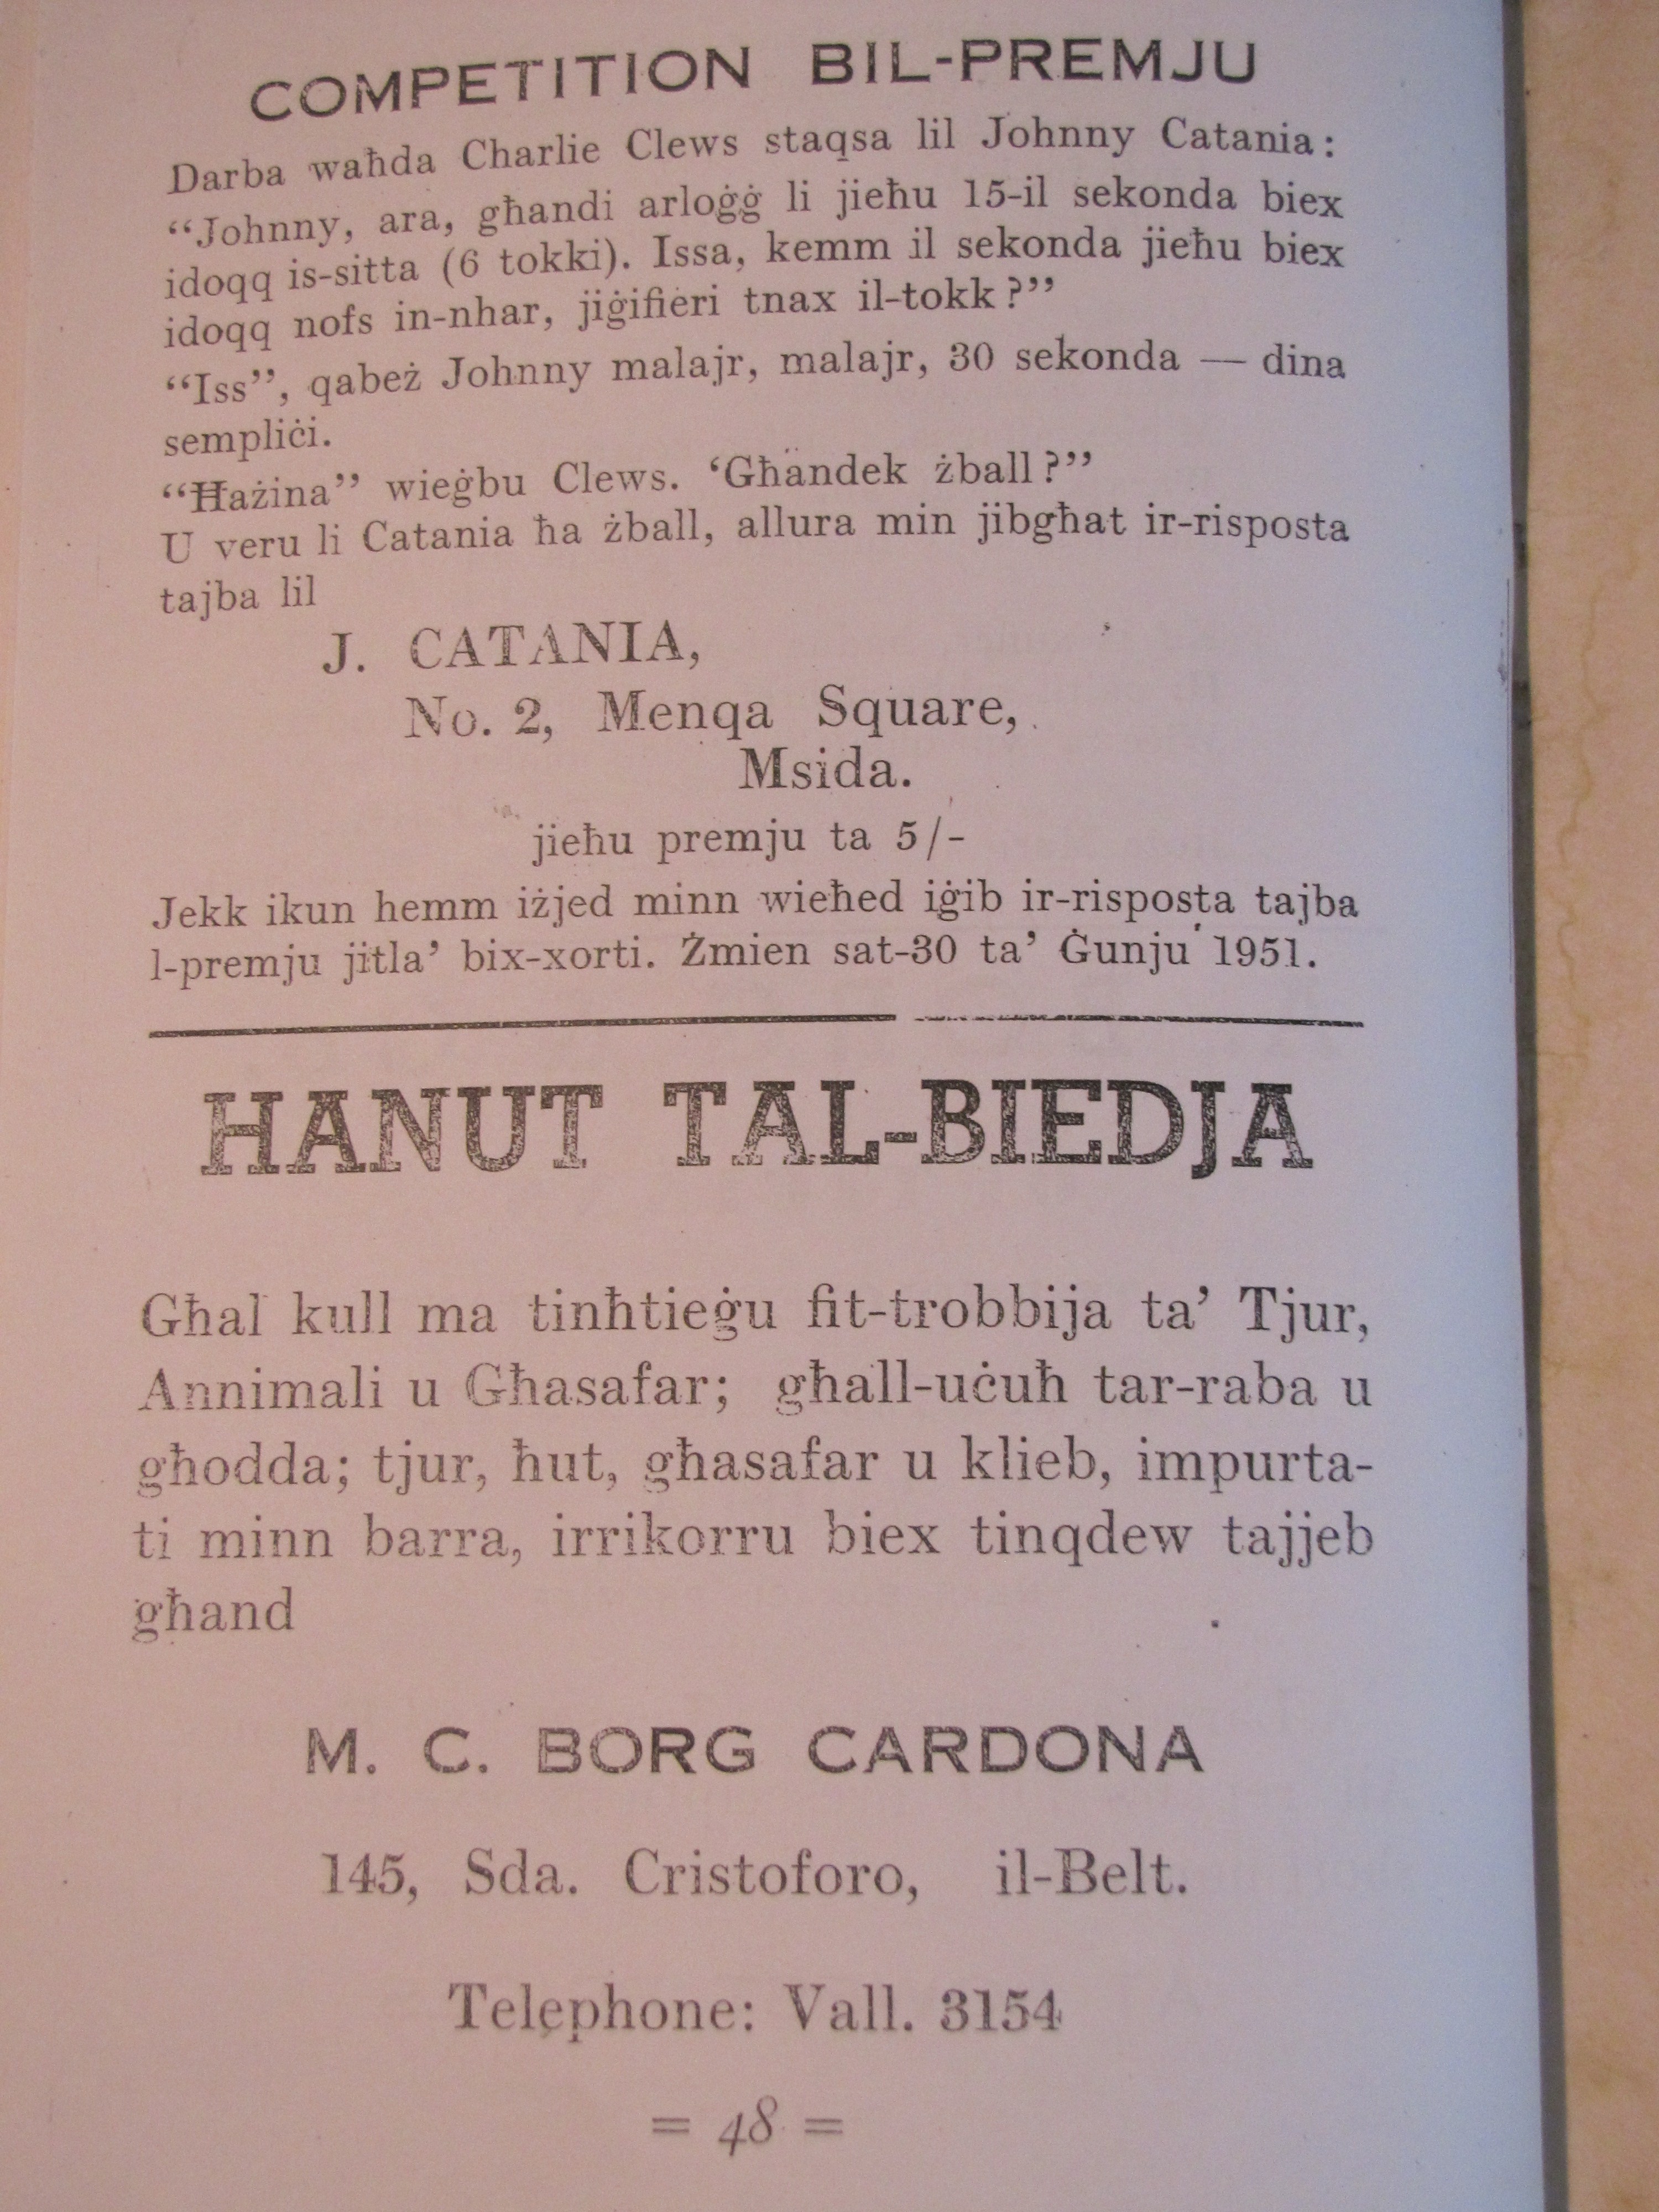 COMPETITION BIL-PREMJU
Darba waħda Charlie Clews staqsa lil Johnny Catania:
“Johnny, ara, għandi arloġġ li jieħu 15-il sekonda biex
idoqq is-sitta (6 tokki). Issa, kemm il sekonda jieħu biex
idoqq nofs in-nhar, jiġifieri tnax il-tokk?”
“Iss”, qabeż Johnny malajr, malajr, 30 sekonda — dina
sempliċi.
“Ħażina” wieġbu Clews. ‘Għandek żball?”
U veru li Catania ħa żball, allura min jibgħat ir-risposta
tajba lil
J. CATANIA,
No. 2, Menqa Square,
Msida.
jieħu premju ta 5/-
Jekk ikun hemm iżjed minn wieħed iġib ir-risposta tajba
l-premju jitla’ bix-xorti. Żmien sat-30 ta’ Ġunju 1951.
HANUT TAL-BIEDJA
Għal kull ma tinħtieġu fit-trobbija ta’ Tjur,
Annimali u Għasafar; għall-uċuħ tar-raba u
għodda; tjur, ħut, għasafar u klieb, impurta-
ti minn barra, irrikorru biex tinqdew tajjeb
għand
M. C. BORG CARDONA
145, Sda. Cristoforo, il-Belt.
Telephone: Vall. 3154
= 48 =